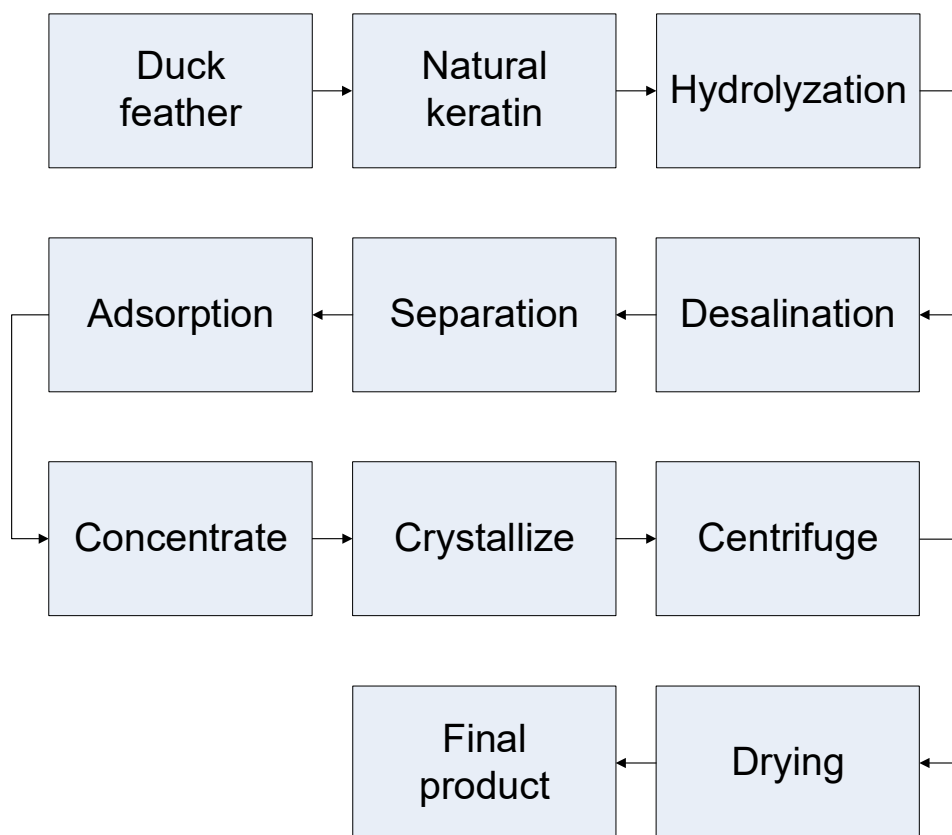 Duck
feather
Natural
keratin
Hydrolyzation
Desalination
Separation
Adsorption
Concentrate
Crystallize
Centrifuge
Drying
Final
product